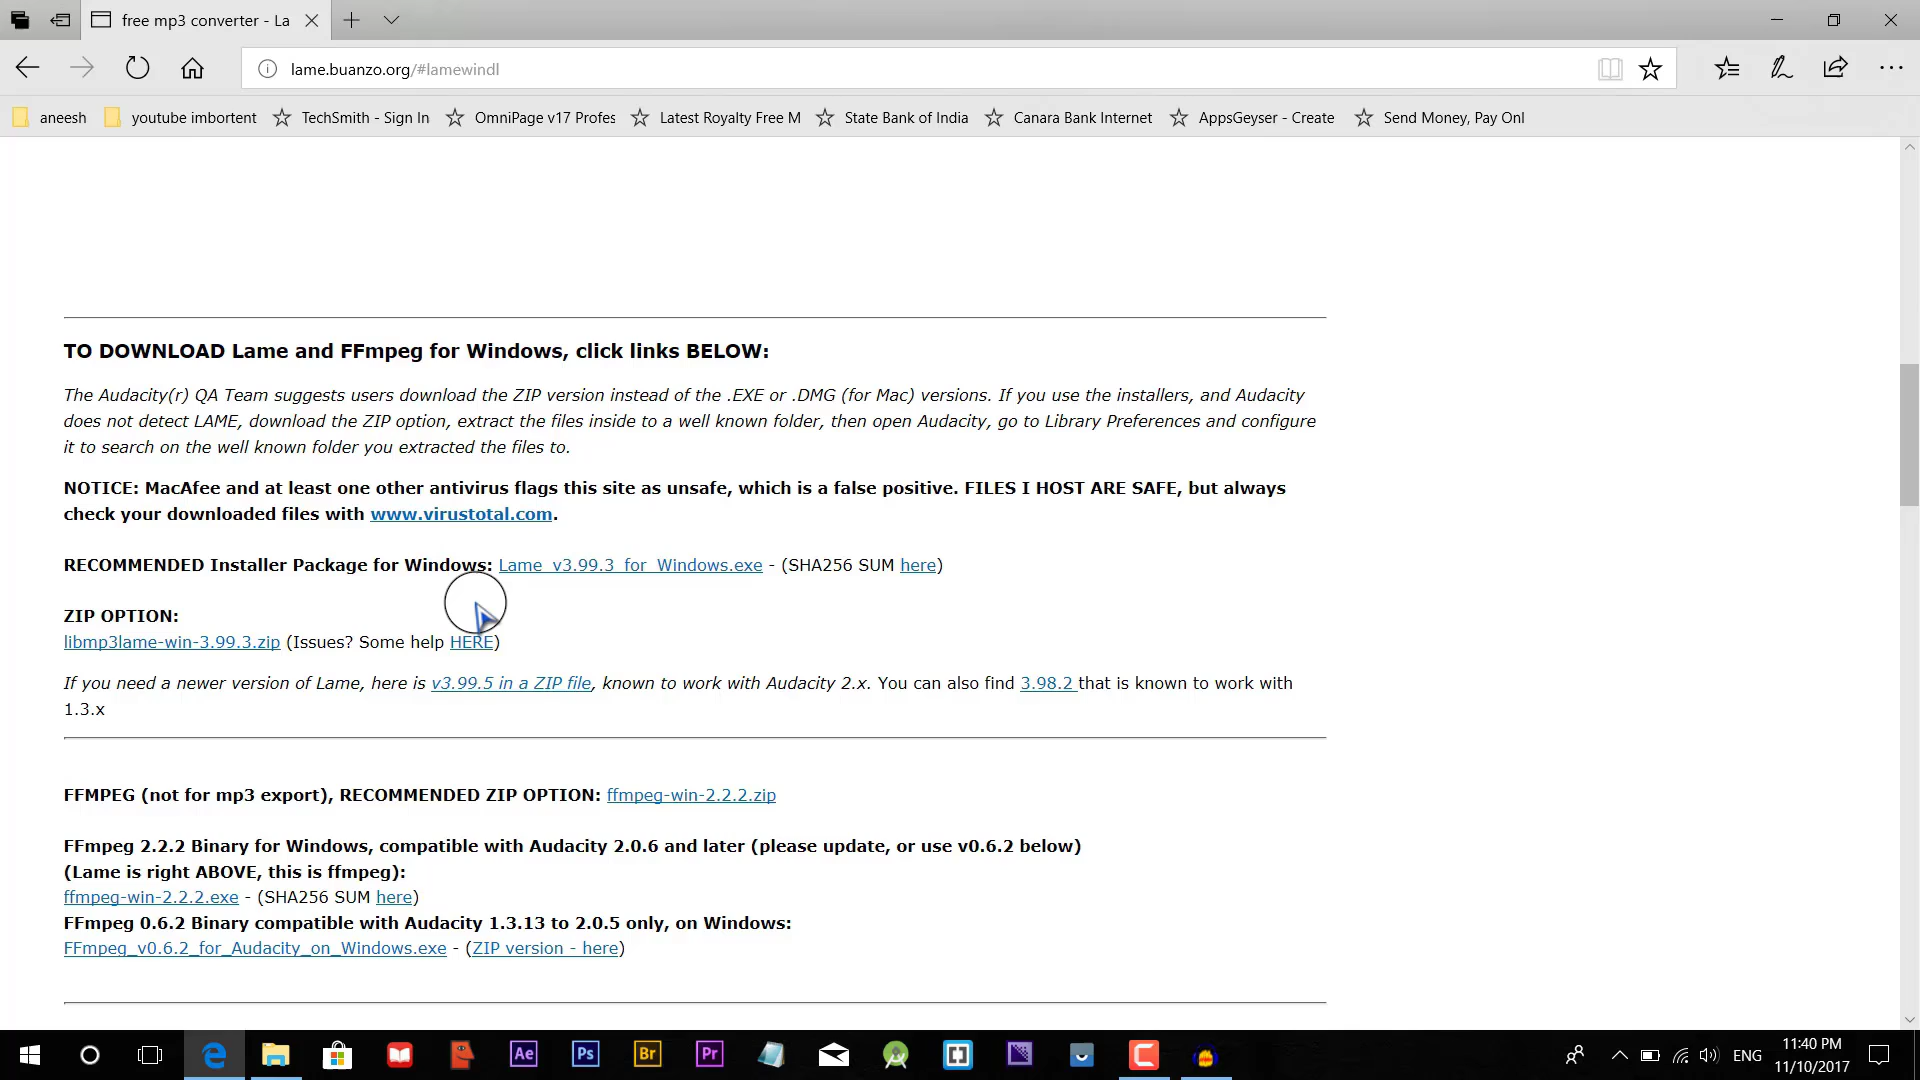 free mp3 converter - La
lame.buanzo.org/#lamewindl
aneesh
youtube imbortent
TechSmith - Sign In
OmniPage v17 Profes
Latest Royalty Free M
State Bank of India
Canara Bank Internet
AppsGeyser - Create
Send Money, Pay Onl
TO DOWNLOAD Lame and FFmpeg for Windows, click links BELOW:
The Audacity(r) QA Team suggests users download the ZIP version instead of the .EXE or .DMG (for Mac) versions. If you use the installers, and Audacity
does not detect LAME, download the ZIP option, extract the files inside to a well known folder, then open Audacity, go to Library Preferences and configure
it to search on the well known folder you extracted the files to.
NOTICE: MacAfee and at least one other antivirus flags this site as unsafe, which is a false positive. FILES I HOST ARE SAFE, but always
check your downloaded files with www.virustotal.com.
RECOMMENDED Installer Package for Windows: Lame_v3.99.3_for_Windows.exe - (SHA256 SUM here)
ZIP OPTION:
libmp3lame-win-3.99.3.zip (Issues? Some help HERE)
If you need a newer version of Lame, here is v3.99.5 in a ZIP file, known to work with Audacity 2.x. You can also find 3.98.2 that is known to work with
1.3.x
FFMPEG (not for mp3 export), RECOMMENDED ZIP OPTION: ffmpeg-win-2.2.2.zip
FFmpeg 2.2.2 Binary for Windows, compatible with Audacity 2.0.6 and later (please update, or use v0.6.2 below)
(Lame is right ABOVE, this is ffmpeg):
ffmpeg-win-2.2.2.exe - (SHA256 SUM here)
FFmpeg 0.6.2 Binary compatible with Audacity 1.3.13 to 2.0.5 only, on Windows:
FFmpeg_v0.6.2_for_Audacity_on_Windows.exe - (ZIP version - here)
Ae
Ps
Br
Pr
ENG
11:40 PM
11/10/2017